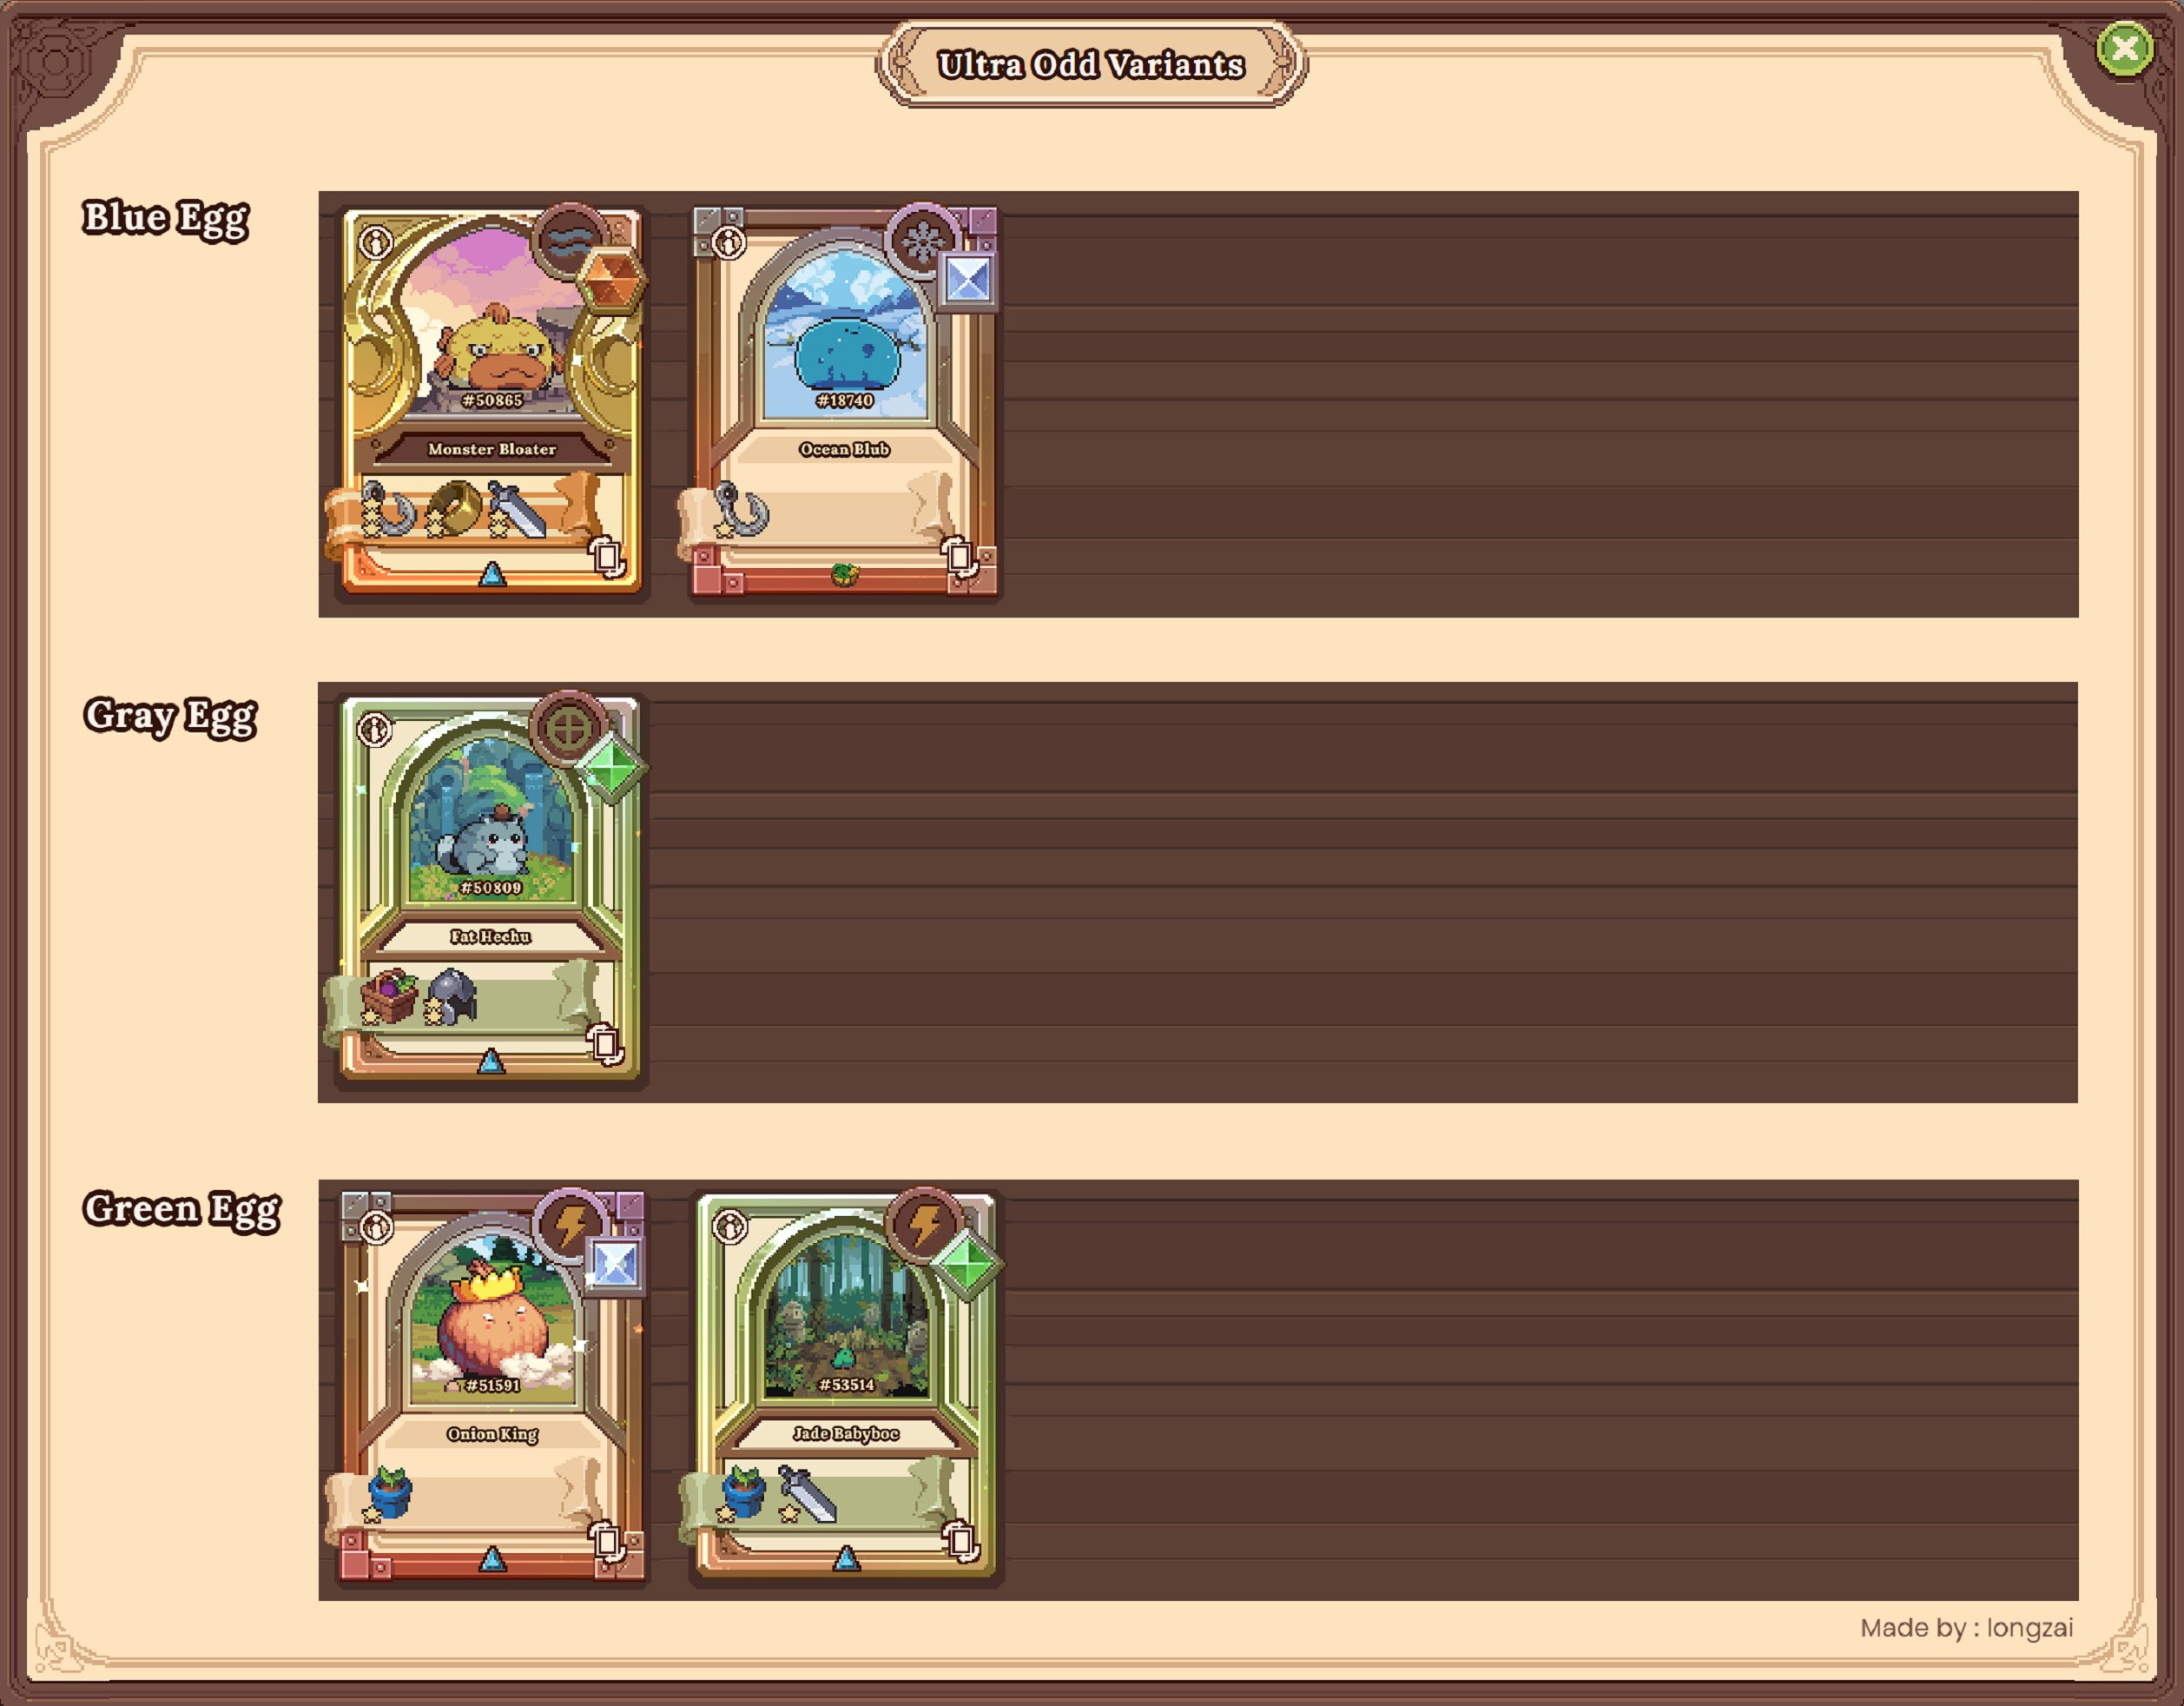 Ultra Odd Variants
Blue Egg
#50865
Monster Bloater
#18740
Ocean Blub
Gray Egg
#50809
Fat Hechu
Green Egg
#51591
Onion King
#53514
Jade Babyboc
Made by : longzai